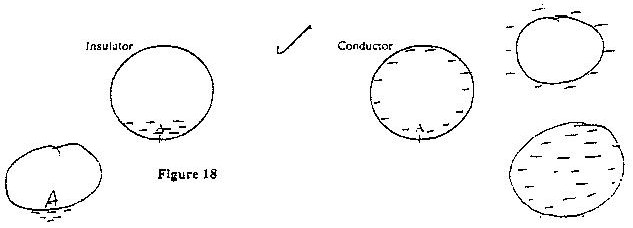 Insulator
Conductor
A
A
A
Figure 18